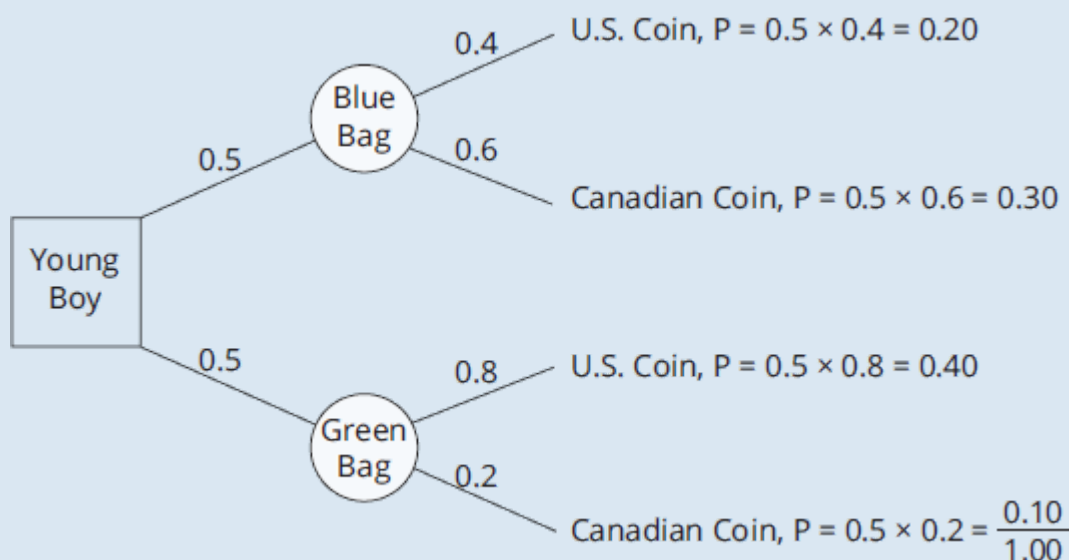 0.4
U.S. Coin, P = 0.5 × 0.4 = 0.20
Blue
Bag
0.5
0.6
Canadian Coin, P = 0.5 × 0.6 = 0.30
Young
Boy
0.5
0.8
U.S. Coin, P = 0.5 × 0.8 = 0.40
Green
Bag
0.2
Canadian Coin, P = 0.5 × 0.2 = 0.10
1.00